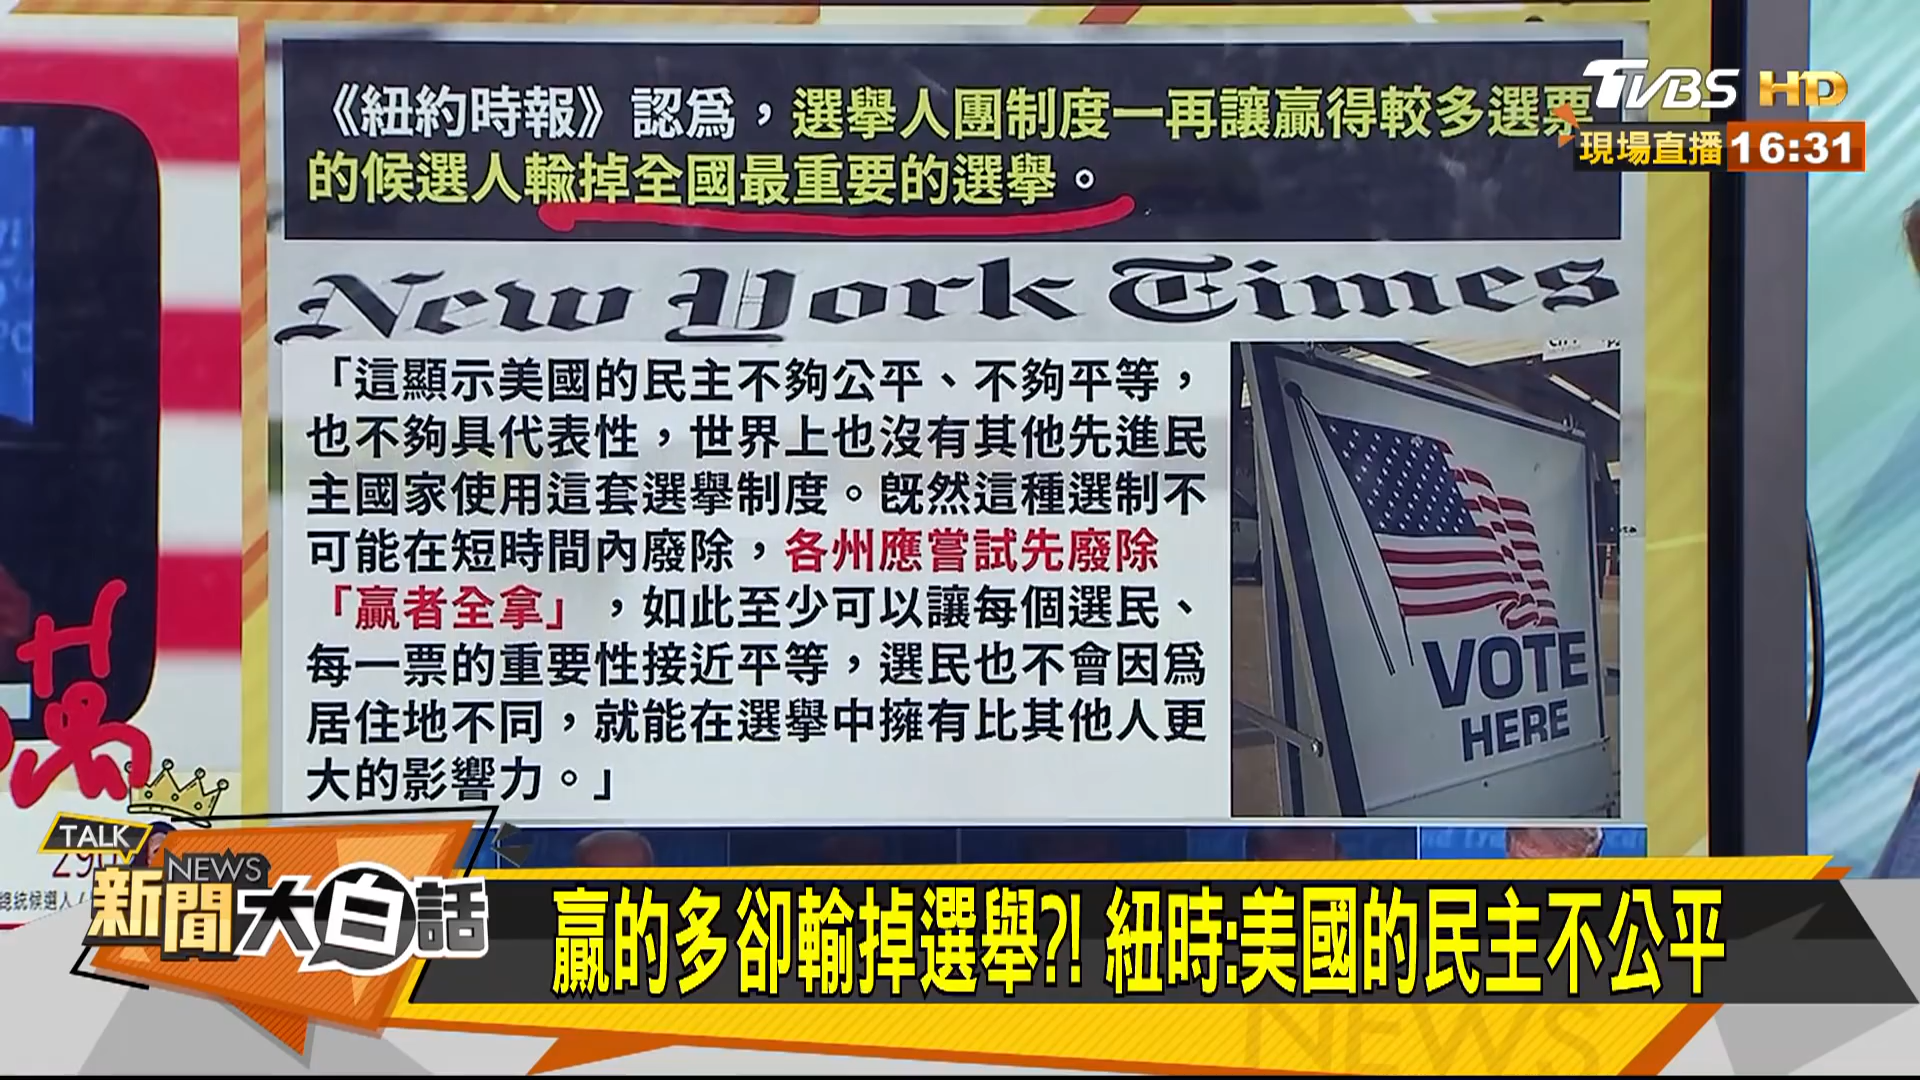 《紐約時報》認為，選舉人團制度一再讓贏得較多選票
的候選人輸掉全國最重要的選舉。
TVBS HD
現場直播 16:31
New York Times
「這顯示美國的民主不夠公平、不夠平等，
也不夠具代表性，世界上也沒有其他先進民
主國家使用這套選舉制度。既然這種選制不
可能在短時間內廢除，各州應嘗試先廢除
「贏者全拿」，如此至少可以讓每個選民、
每一票的重要性接近平等，選民也不會因為
居住地不同，就能在選舉中擁有比其他人更
大的影響力。」
VOTE
HERE
萬
TALK
NEWS
新聞大白話
總統候選人
贏的多卻輸掉選舉?! 紐時:美國的民主不公平
NEWS